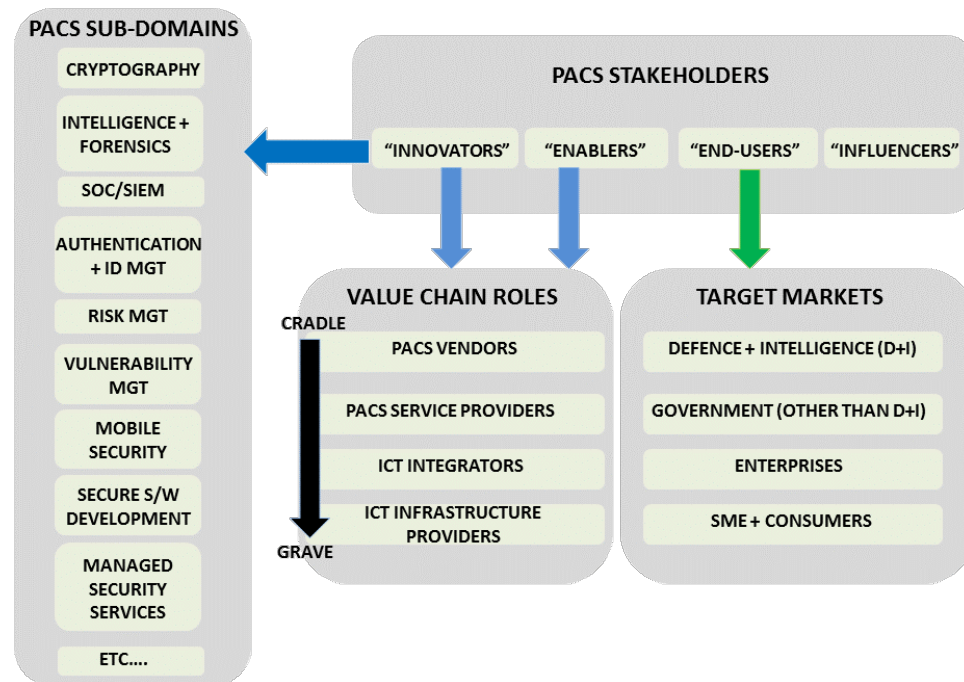 PACS SUB-DOMAINS
CRYPTOGRAPHY
INTELLIGENCE +
FORENSICS
SOC/SIEM
AUTHENTICATION
+ ID MGT
RISK MGT
VULNERABILITY
MGT
MOBILE
SECURITY
SECURE S/W
DEVELOPMENT
MANAGED
SECURITY
SERVICES
ETC....
PACS STAKEHOLDERS
“INNOVATORS”
“ENABLERS”
“END-USERS”
“INFLUENCERS”
VALUE CHAIN ROLES
CRADLE
PACS VENDORS
PACS SERVICE PROVIDERS
ICT INTEGRATORS
ICT INFRASTRUCTURE
PROVIDERS
GRAVE
TARGET MARKETS
DEFENCE + INTELLIGENCE (D+I)
GOVERNMENT (OTHER THAN D+I)
ENTERPRISES
SME + CONSUMERS